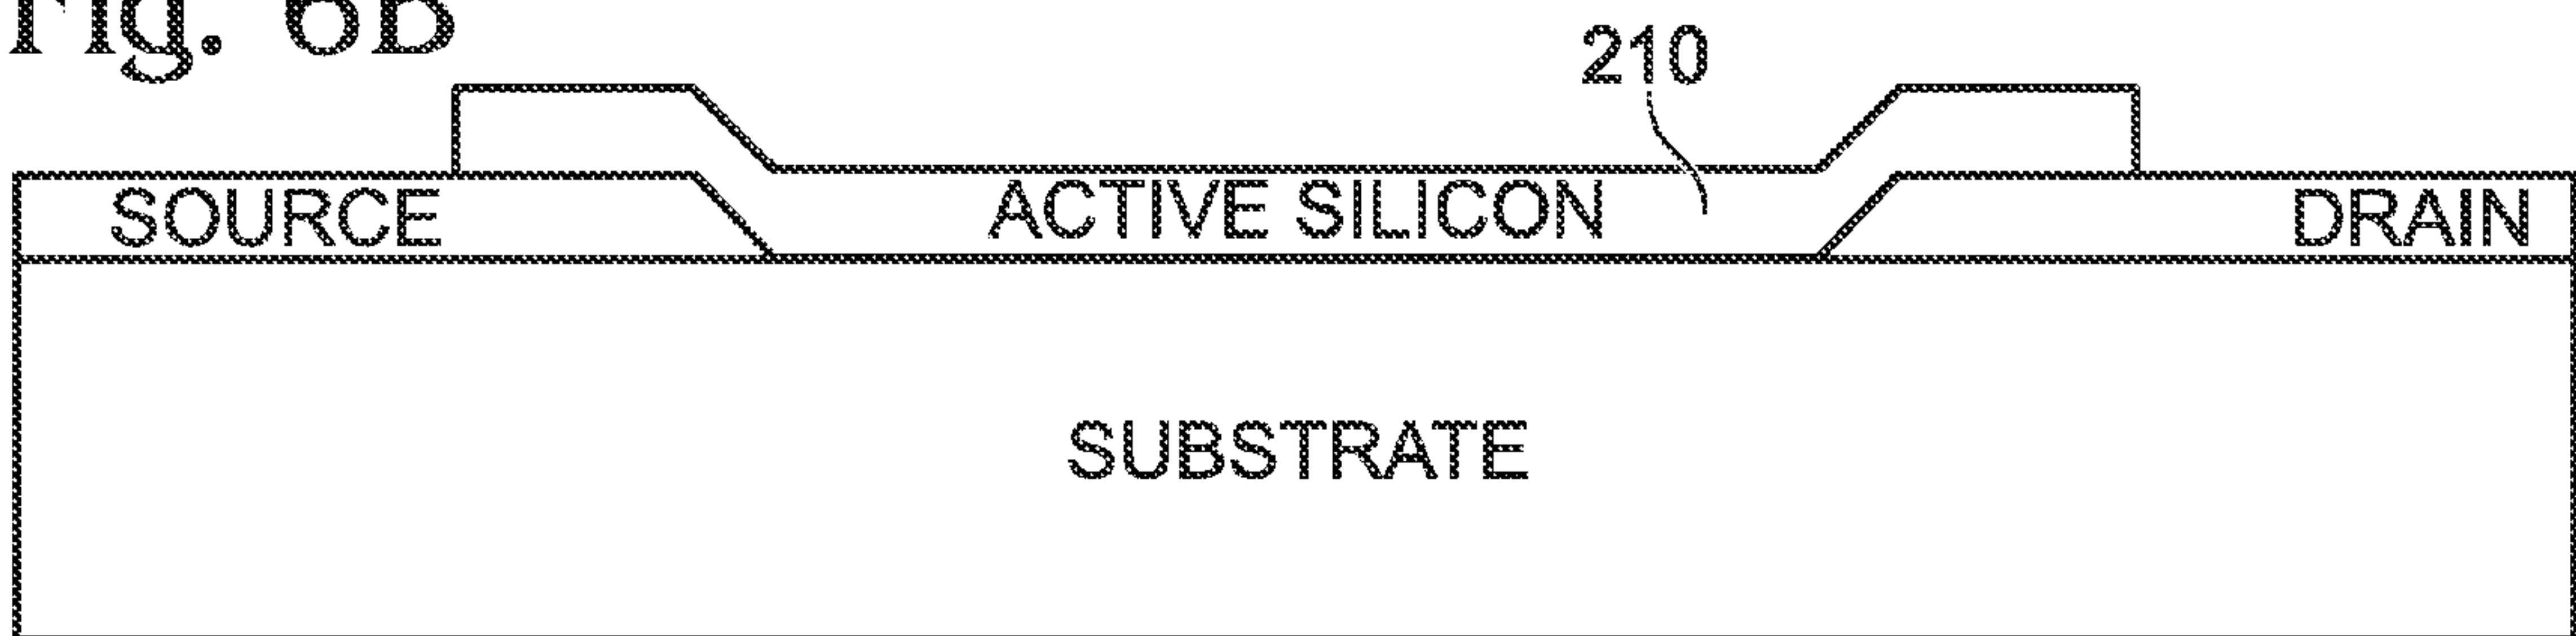 Fig. 6B
210
SOURCE
ACTIVE SILICON
DRAIN
SUBSTRATE